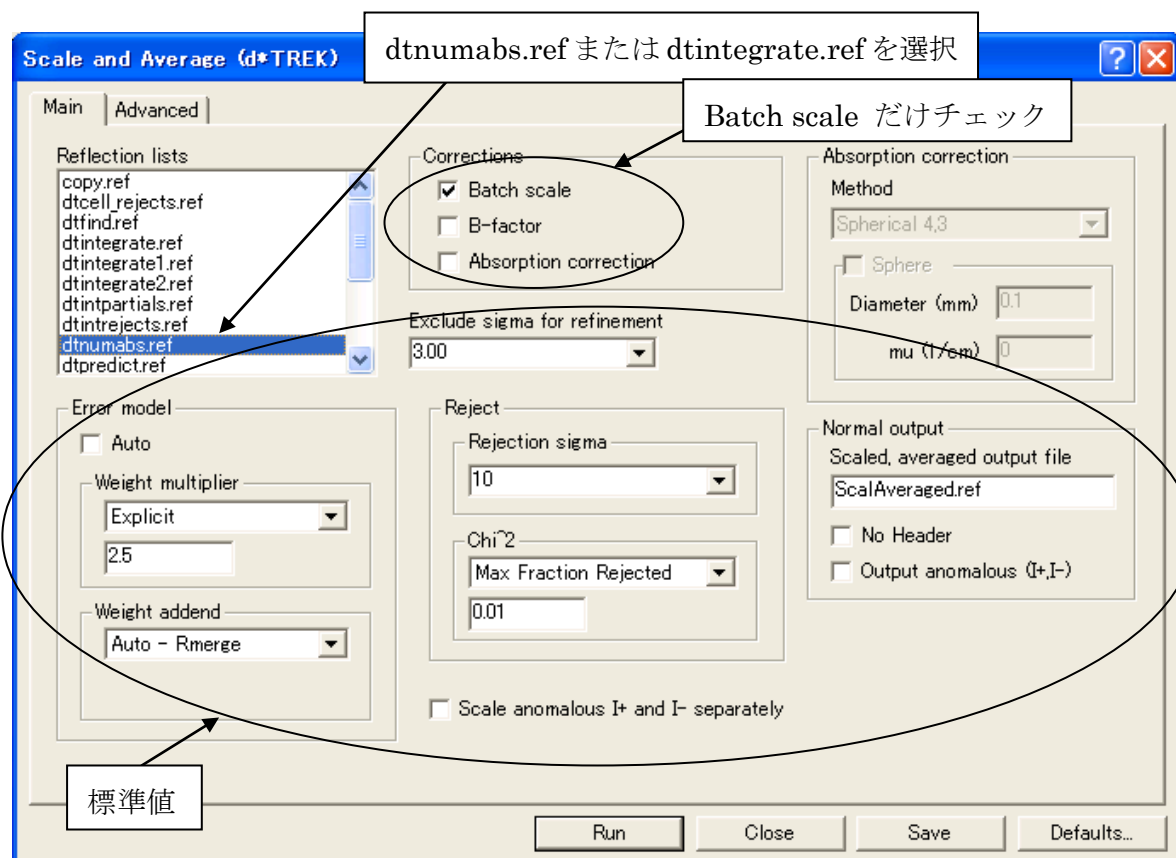 dtnumabs.ref または dtintegrate.ref を選択
Scale and Average (d*TREK)
Batch scale だけチェック
Main
Advanced
Reflection lists
copy.ref
dtcell_rejects.ref
dtfind.ref
dtintegrate.ref
dtintegrate1.ref
dtintegrate2.ref
dtintpartials.ref
dtintrejects.ref
dtnumabs.ref
dtpredict.ref
Corrections
Batch scale
B-factor
Absorption correction
Exclude sigma for refinement
3.00
Absorption correction
Method
Spherical 4,3
Sphere
Diameter (mm) 0.1
mu (1/cm) 0
Error model
Auto
Weight multiplier
Explicit
2.5
Weight addend
Auto - Rmerge
Reject
Rejection sigma
10
Chi^2
Max Fraction Rejected
0.01
Scale anomalous I+ and I- separately
Normal output
Scaled, averaged output file
ScalAveraged.ref
No Header
Output anomalous (I+,I-)
標準値
Run Close Save Defaults...